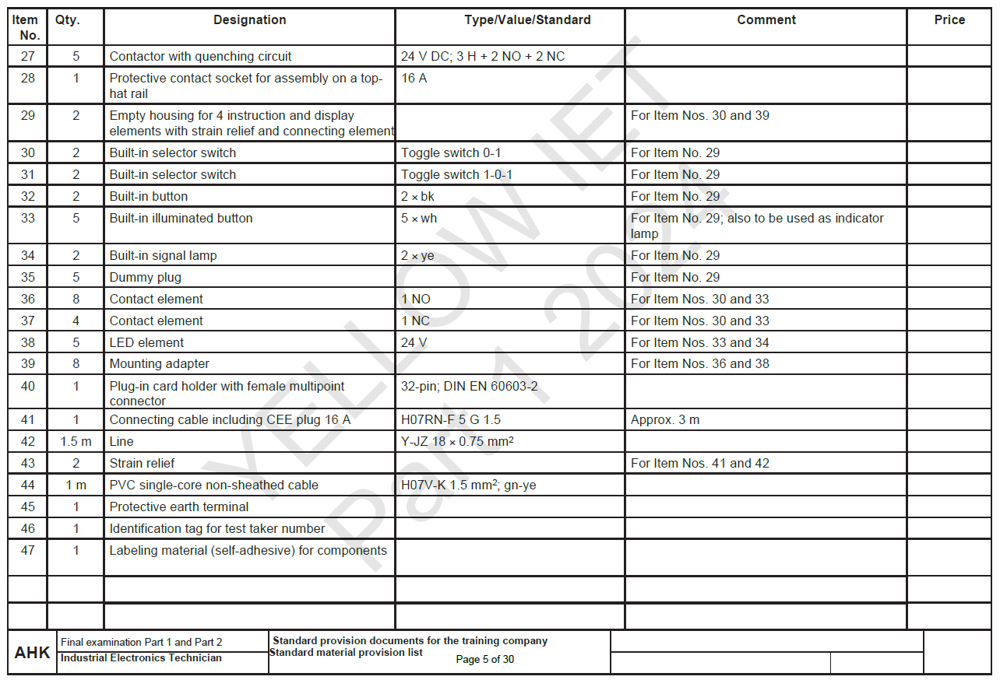 Item No. Qty. Designation Type/Value/Standard Comment Price
27 5 Contactor with quenching circuit 24 V DC; 3 H + 2 NO + 2 NC
28 1 Protective contact socket for assembly on a top- 16 A
hat rail
29 2 Empty housing for 4 instruction and display For Item Nos. 30 and 39
elements with strain relief and connecting element
30 2 Built-in selector switch Toggle switch 0-1 For Item No. 29
31 2 Built-in selector switch Toggle switch 1-0-1 For Item No. 29
32 2 Built-in button 2 × bk For Item No. 29
33 5 Built-in illuminated button 5 × wh For Item No. 29; also to be used as indicator
lamp
34 2 Built-in signal lamp 2 × ye For Item No. 29
35 5 Dummy plug For Item No. 29
36 8 Contact element 1 NO For Item Nos. 30 and 33
37 4 Contact element 1 NC For Item Nos. 30 and 33
38 5 LED element 24 V For Item Nos. 33 and 34
39 8 Mounting adapter For Item Nos. 36 and 38
40 1 Plug-in card holder with female multipoint 32-pin; DIN EN 60603-2
connector
41 1 Connecting cable including CEE plug 16 A H07RN-F 5 G 1.5 Approx. 3 m
42 1.5 m Line Y-JZ 18 × 0.75 mm²
43 2 Strain relief For Item Nos. 41 and 42
44 1 m PVC single-core non-sheathed cable H07V-K 1.5 mm²; gn-ye
45 1 Protective earth terminal
46 1 Identification tag for test taker number
47 1 Labeling material (self-adhesive) for components
YELLOW IET
Part 1 2024
AHK
Final examination Part 1 and Part 2
Industrial Electronics Technician
Standard provision documents for the training company
Standard material provision list
Page 5 of 30